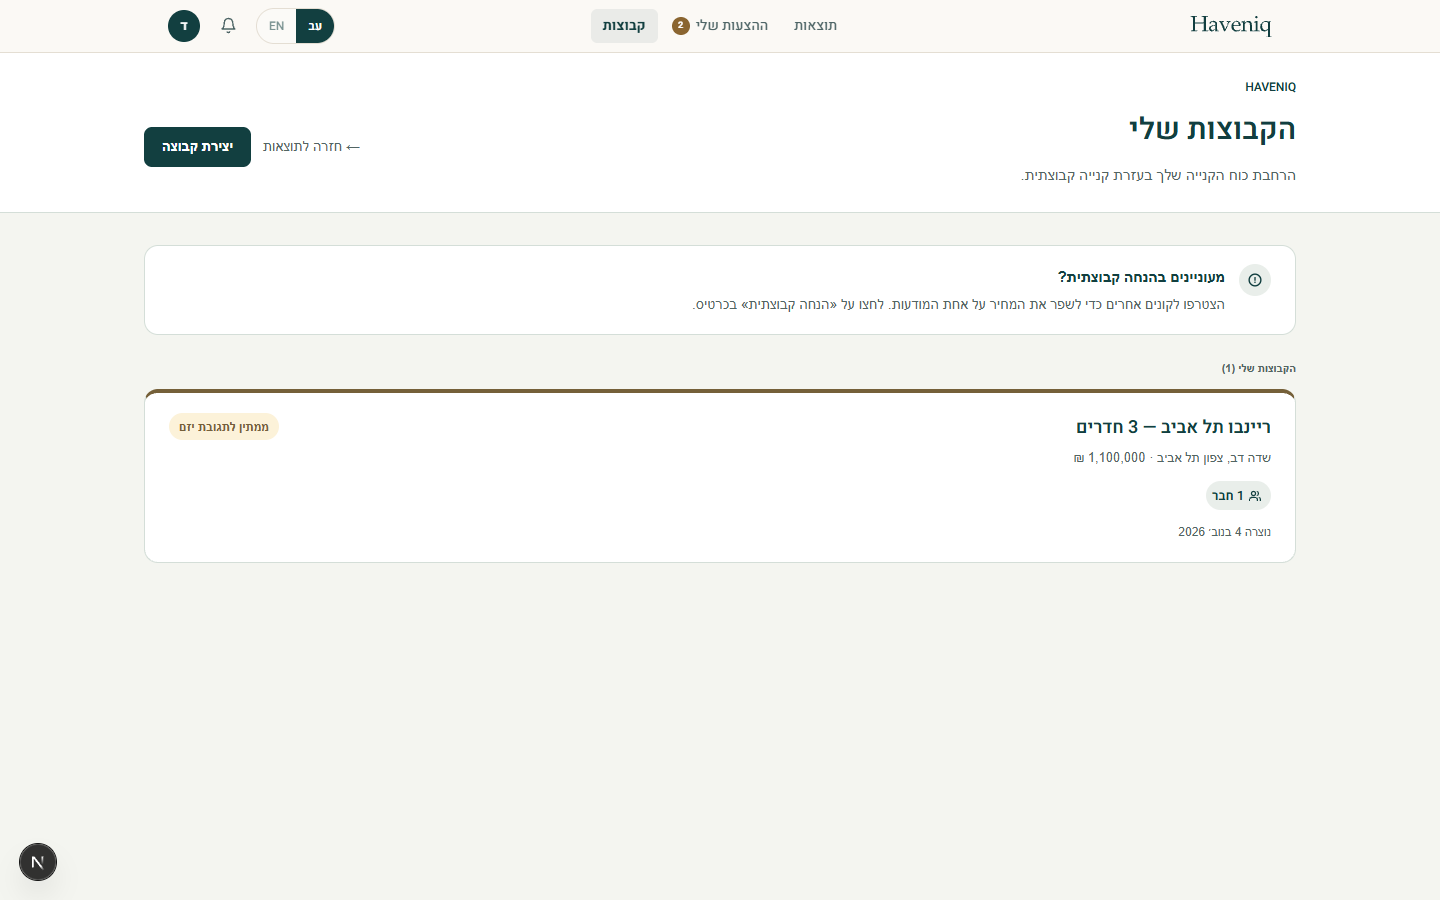 Haveniq
תוצאות
ההצעות שלי 2
קבוצות
עב EN
ד
HAVENIQ
הקבוצות שלי
הרחבת כוח הקנייה שלך בעזרת קנייה קבוצתית.
← חזרה לתוצאות
יצירת קבוצה
מעוניינים בהנחה קבוצתית?
הצטרפו לקונים אחרים כדי לשפר את המחיר על אחת המודעות. לחצו על «הנחה קבוצתית» בכרטיס.
הקבוצות שלי (1)
ריינבו תל אביב — 3 חדרים
ממתין לתגובת יזם
שדה דב, צפון תל אביב · 1,100,000 ₪
1 חבר
נוצרה 4 בנוב׳ 2026
N